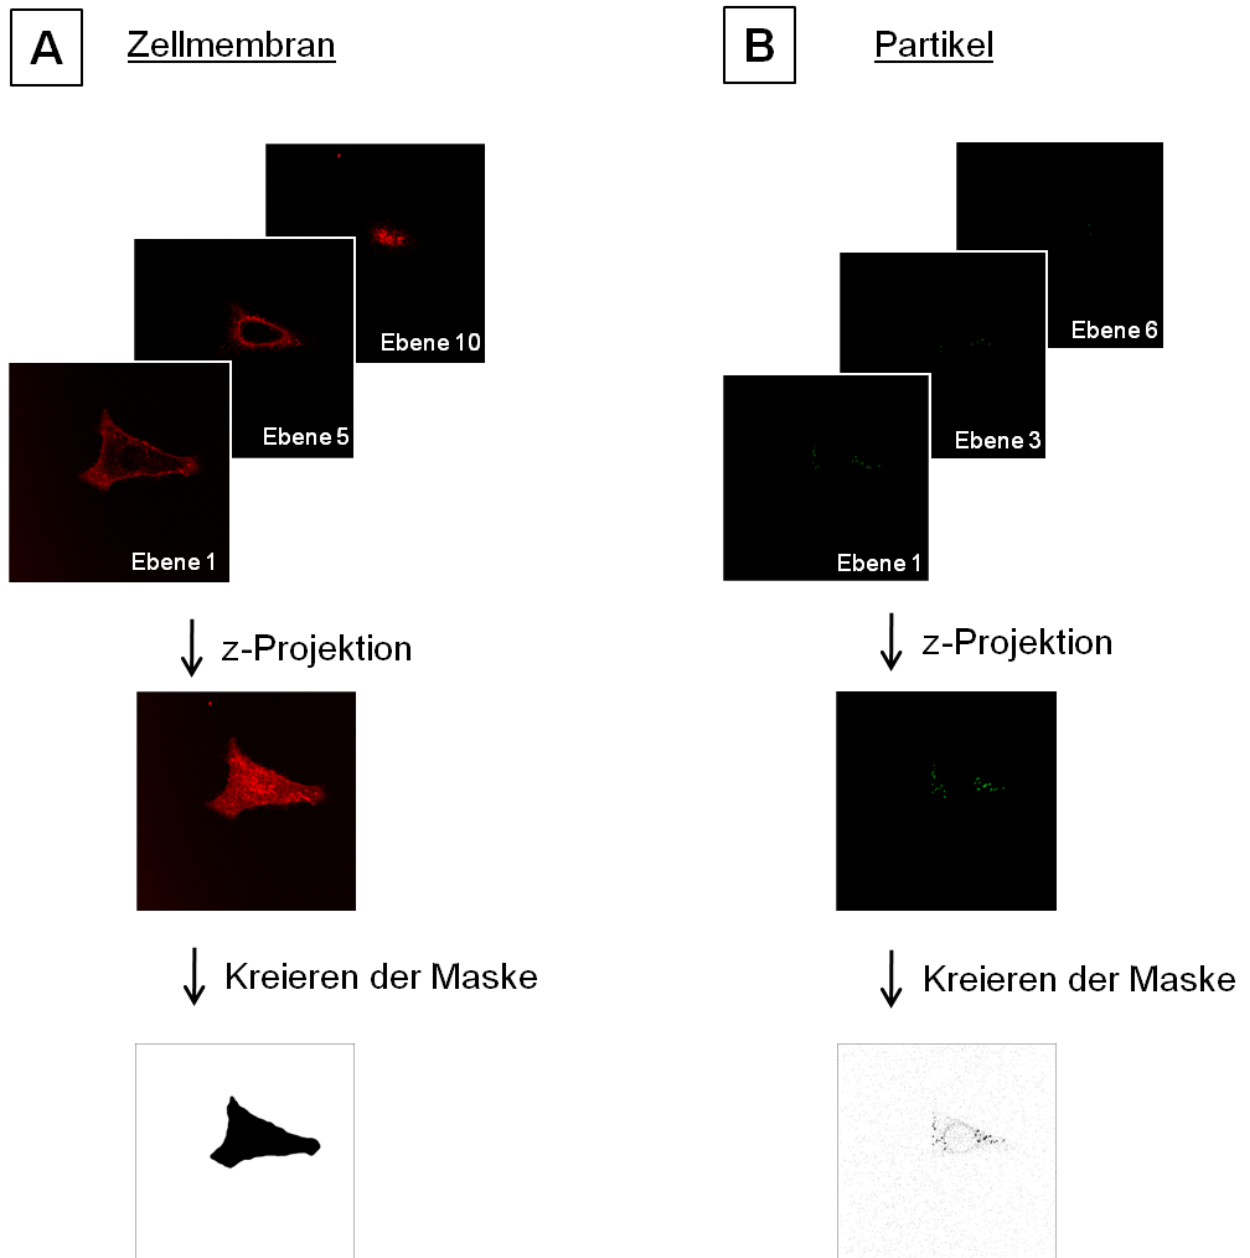 A
Zellmembran
Ebene 10
Ebene 5
Ebene 1
z-Projektion
Kreieren der Maske
B
Partikel
Ebene 6
Ebene 3
Ebene 1
z-Projektion
Kreieren der Maske